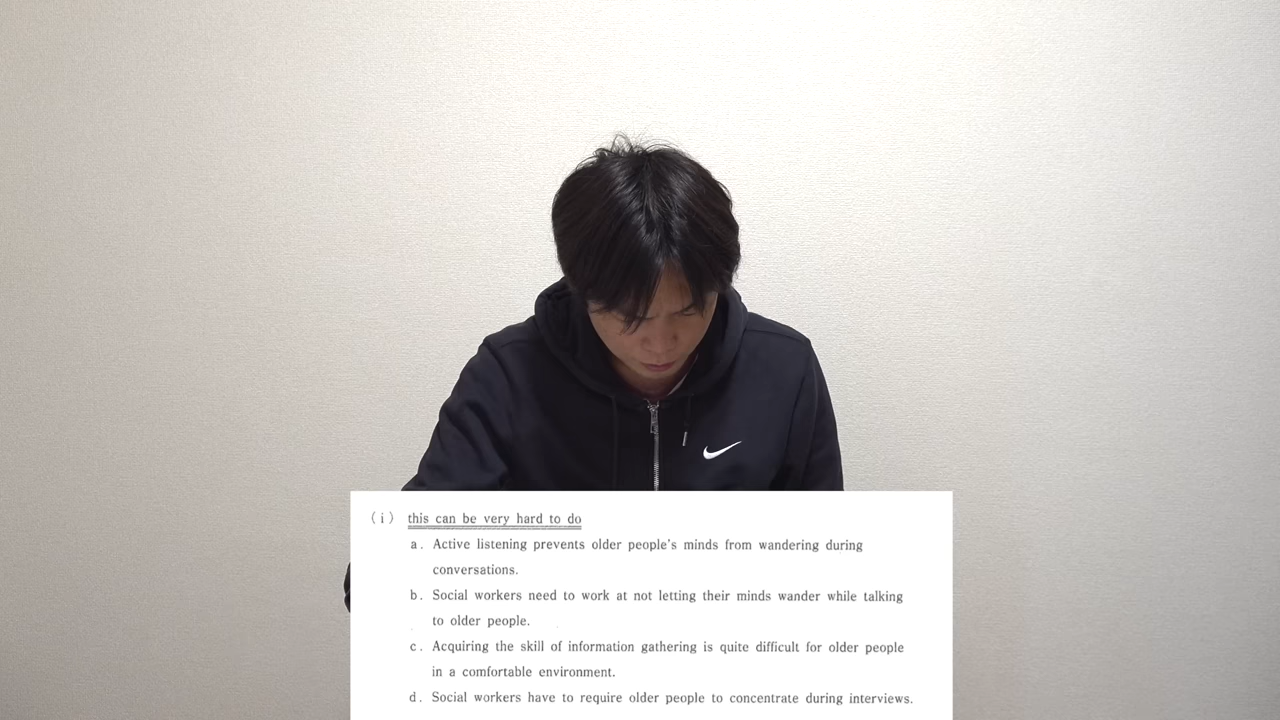 (i) this can be very hard to do
a. Active listening prevents older people's minds from wandering during
conversations.
b. Social workers need to work at not letting their minds wander while talking
to older people.
c. Acquiring the skill of information gathering is quite difficult for older people
in a comfortable environment.
d. Social workers have to require older people to concentrate during interviews.